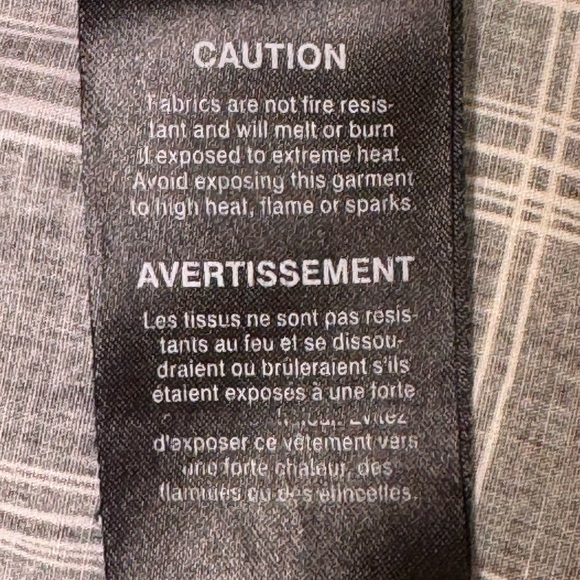 CAUTION
Fabrics are not fire resis-
tant and will melt or burn
if exposed to extreme heat.
Avoid exposing this garment
to high heat, flame or sparks.
AVERTISSEMENT
Les tissus ne sont pas resis-
tants au feu et se dissou-
draient ou brûleraient s'ils
étaient exposés à une forte
Evitez
d'exposer ce vêtement vers
une forte chaleur, des
flammes ou des etincelles.